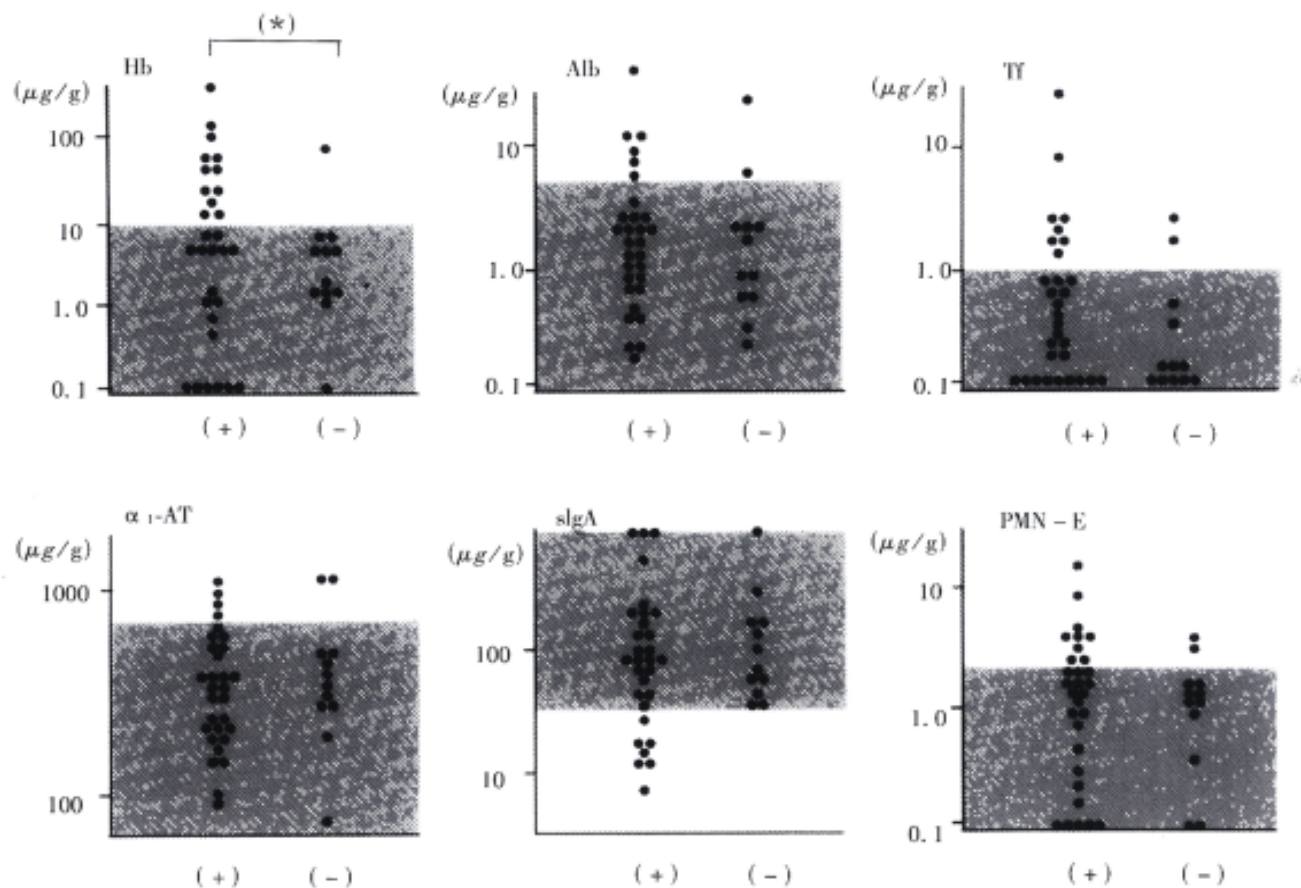 (*)
Hb
(μg/g)
100
10
1.0
0.1
(+) (-)
Alb
(μg/g)
10
1.0
0.1
(+) (-)
Tf
(μg/g)
10
1.0
0.1
(+) (-)
α1-AT
(μg/g)
1000
100
(+) (-)
sIgA
(μg/g)
100
10
(+) (-)
PMN-E
(μg/g)
10
1.0
0.1
(+) (-)